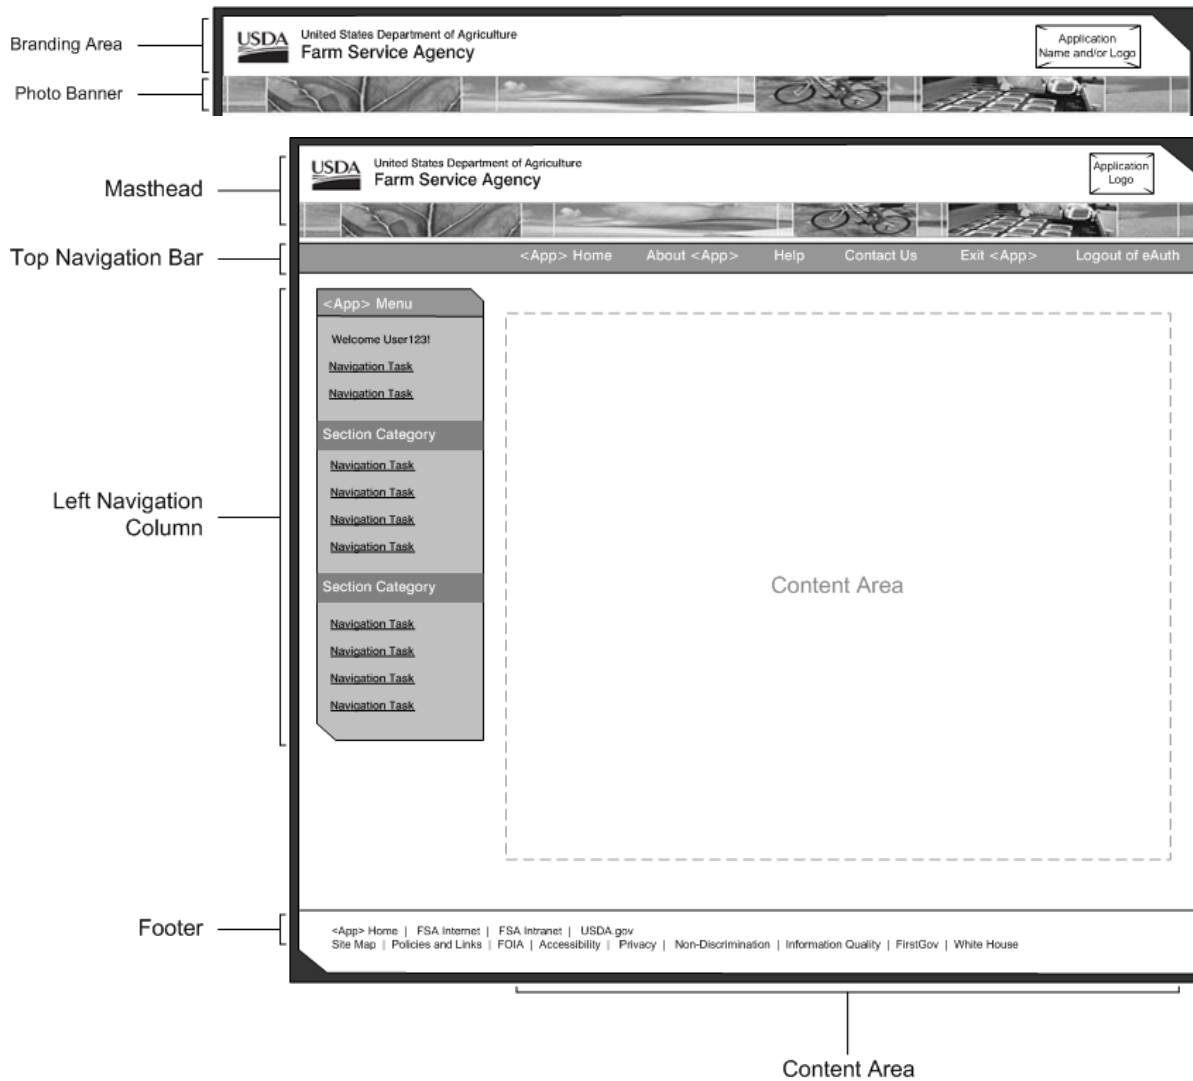 Branding Area
USDA
United States Department of Agriculture
Farm Service Agency
Application
Name and/or Logo
Photo Banner
Masthead
USDA
United States Department of Agriculture
Farm Service Agency
Application
Logo
Top Navigation Bar
<App> Home About <App> Help Contact Us Exit <App> Logout of eAuth
Left Navigation
Column
<App> Menu
Welcome User123!
Navigation Task
Navigation Task
Section Category
Navigation Task
Navigation Task
Navigation Task
Navigation Task
Section Category
Navigation Task
Navigation Task
Navigation Task
Navigation Task
Content Area
Footer
<App> Home | FSA Internet | FSA Intranet | USDA.gov
Site Map | Policies and Links | FOIA | Accessibility | Privacy | Non-Discrimination | Information Quality | FirstGov | White House
Content Area